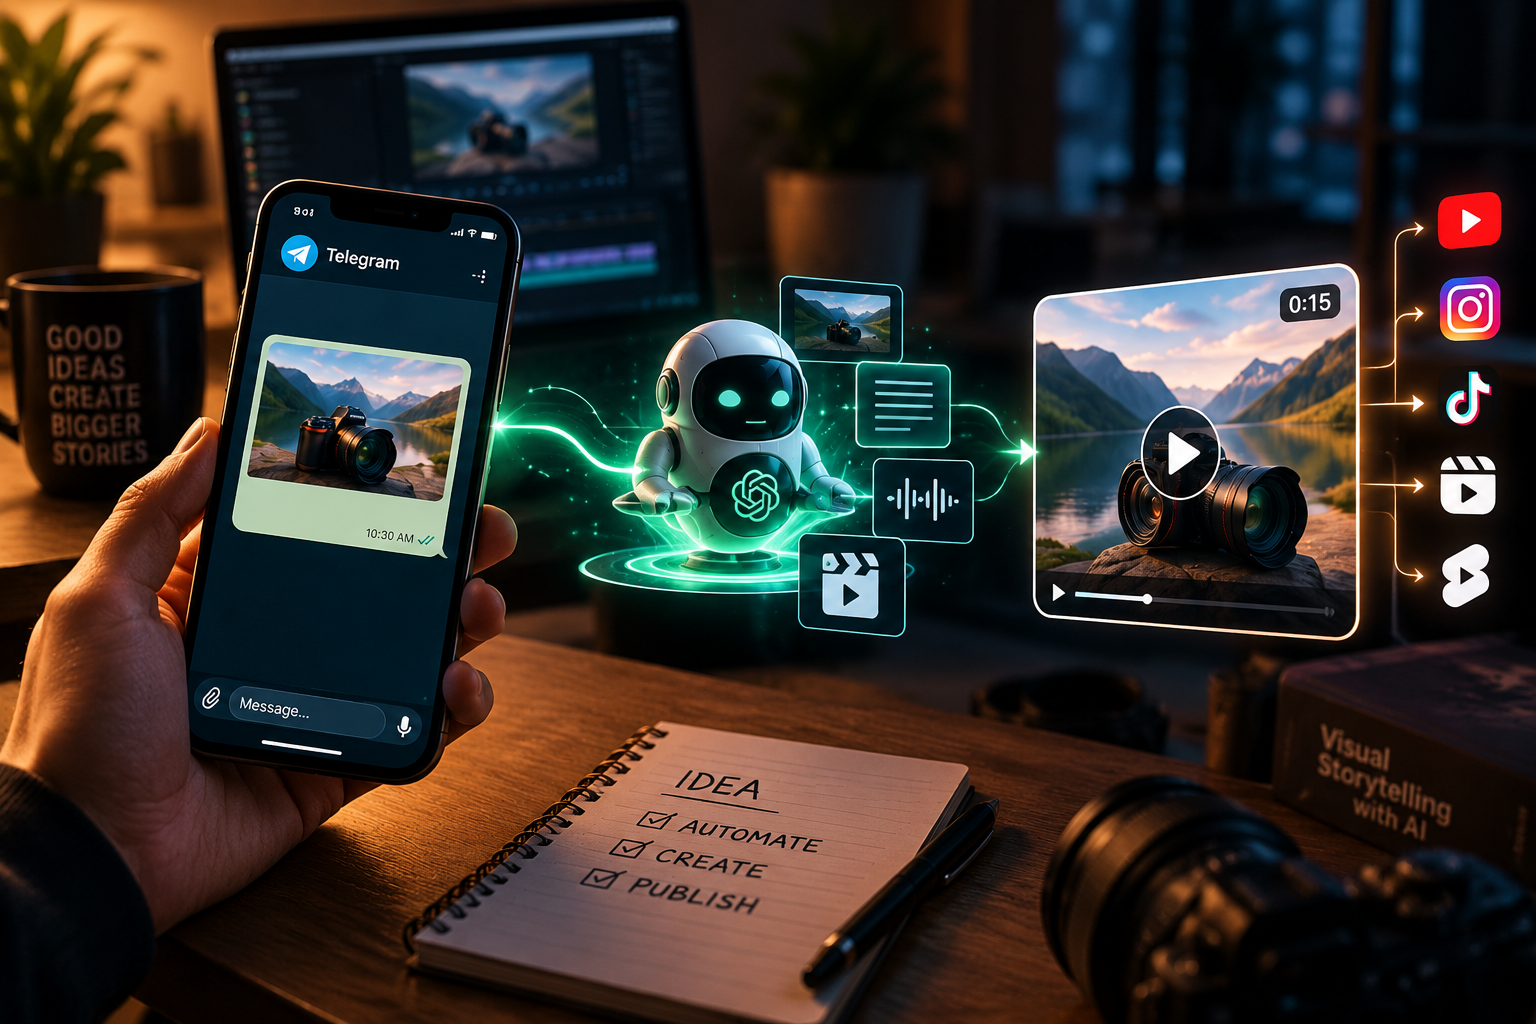 GOOD
IDEAS
CREATE
BIGGER
STORIES
Telegram
10:30 AM
Message...
0:15
IDEA
AUTOMATE
CREATE
PUBLISH
Visual
Storytelling
with AI